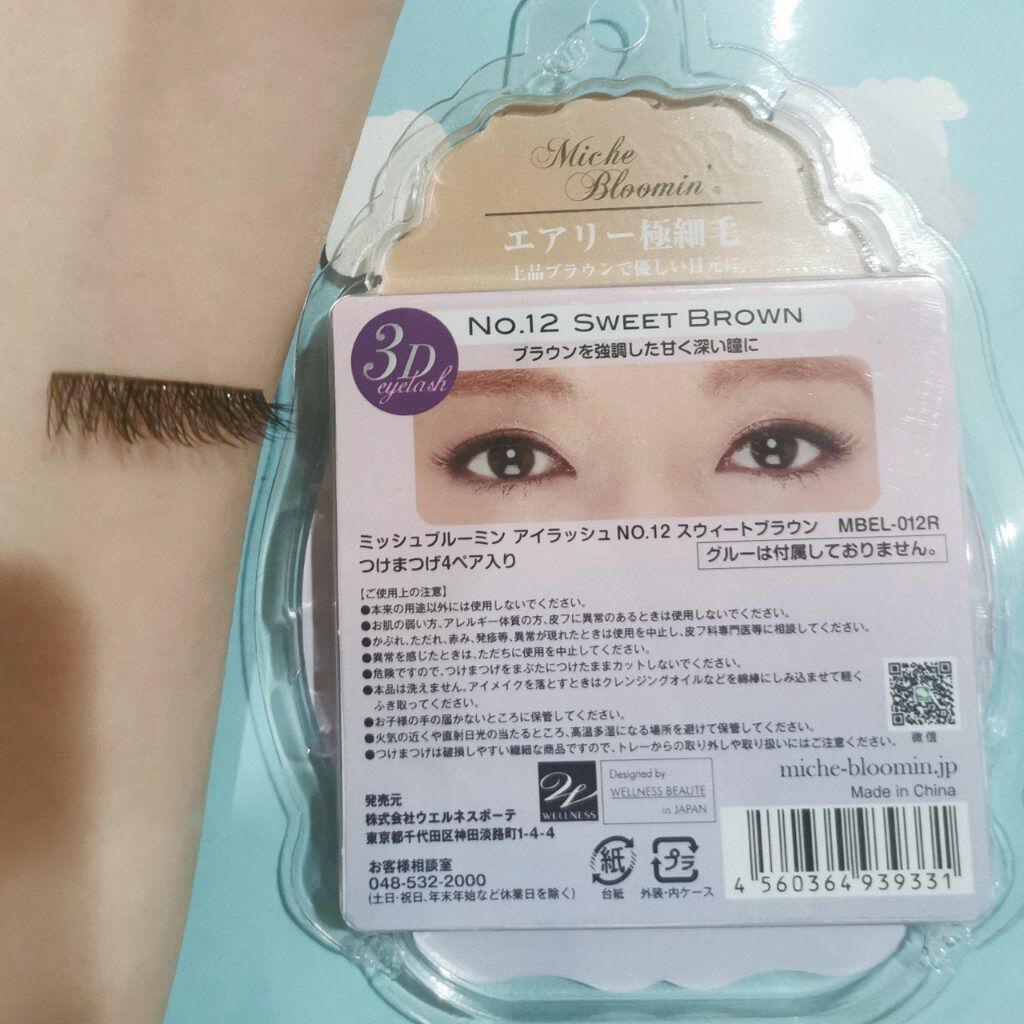 Miche
Bloomin'®
エアリー極細毛
上品ブラウンで優しい目元に
3D
eyelash
NO.12 SWEET BROWN
ブラウンを強調した甘く深い瞳に
ミッシュブルーミン アイラッシュ NO.12 スウィートブラウン MBEL-012R
つけまつげ4ペア入り
グルーは付属しておりません。
【ご使用上の注意】
●本来の用途以外には使用しないでください。
●お肌の弱い方、アレルギー体質の方、皮フに異常のあるときは使用しないでください。
●かぶれ、ただれ、赤み、発疹等、異常が現れたときは使用を中止し、皮フ科専門医等に相談してください。
●異常を感じたときは、ただちに使用を中止してください。
●危険ですので、つけまつげをまぶたにつけたままカットしないでください。
●本品は洗えません。アイメイクを落とすときはクレンジングオイルなどを綿棒にしみ込ませて軽く
ふき取ってください。
●お子様の手の届かないところに保管してください。
●火気の近くや直射日光の当たるところ、高温多湿になる場所を避けて保管してください。
●つけまつげは破損しやすい繊細な商品ですので、トレーからの取り外しや取り扱いにはご注意ください。
微信
miche-bloomin.jp
Made in China
発売元
株式会社ウエルネスボーテ
東京都千代田区神田淡路町1-4-4
W
WELLNESS
Designed by
WELLNESS BEAUTE
in JAPAN
お客様相談室
048-532-2000
(土日・祝日、年末年始など休業日を除く)
紙
台紙
プラ
外装・内ケース
4 560364 939331